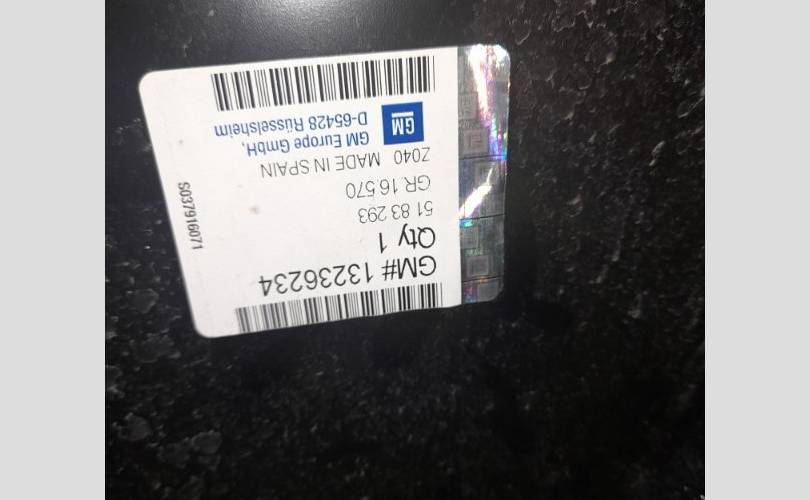 GM# 13236234
Qty 1
51 83 293
GR.16.570
Z040 MADE IN SPAIN
GM
GM Europe GmbH,
D-65428 Rüsselsheim
S037916071